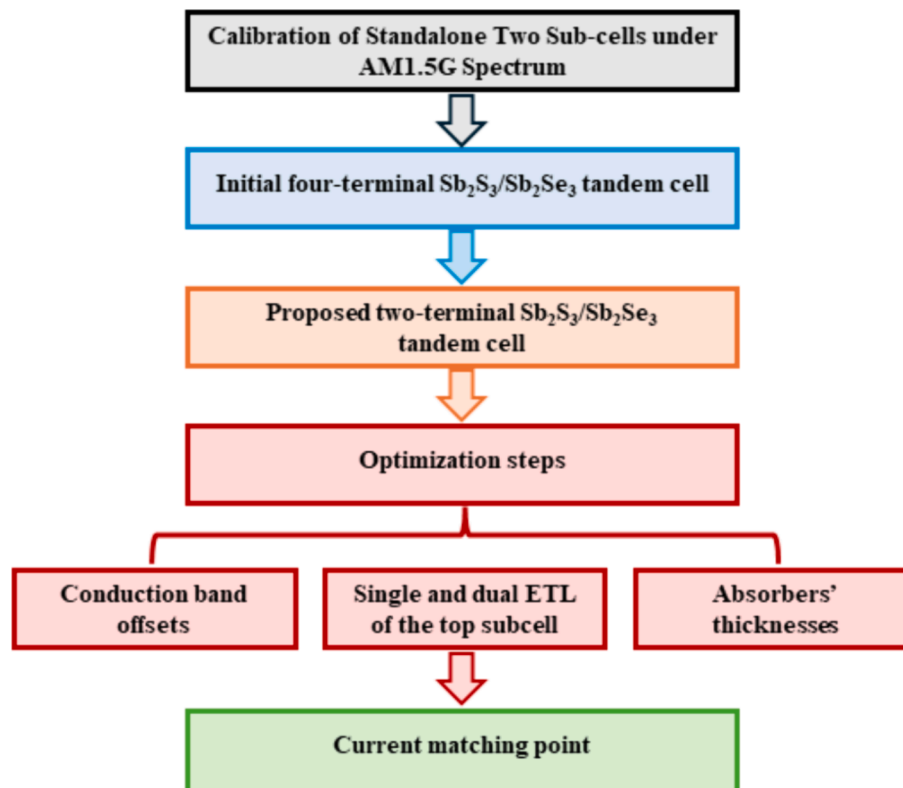 Calibration of Standalone Two Sub-cells under
AM1.5G Spectrum
Initial four-terminal Sb₂S₃/Sb₂Se₃ tandem cell
Proposed two-terminal Sb₂S₃/Sb₂Se₃
tandem cell
Optimization steps
Conduction band
offsets
Single and dual ETL
of the top subcell
Absorbers’
thicknesses
Current matching point